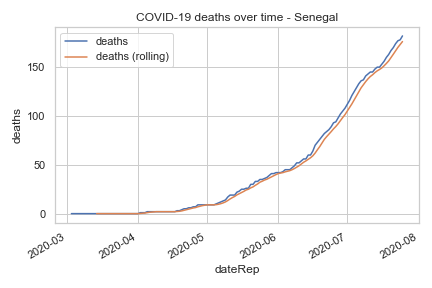 COVID-19 deaths over time - Senegal
deaths
deaths (rolling)
150
100
50
0
deaths
2020-03
2020-04
2020-05
2020-06
2020-07
2020-08
dateRep